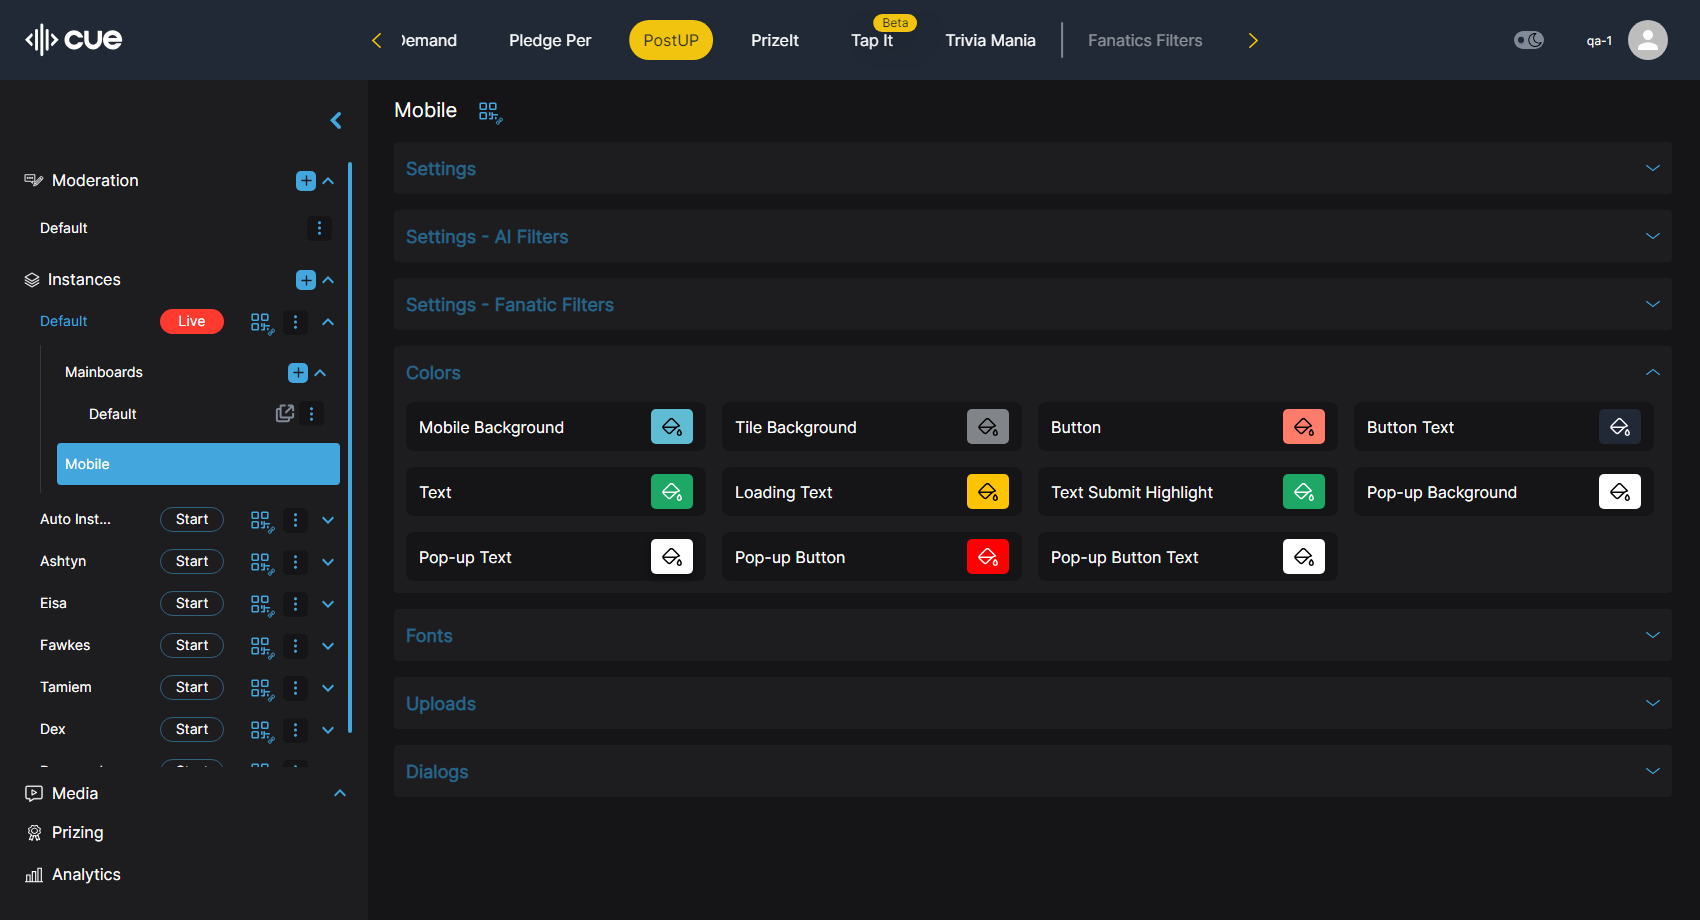 cue
Demand
Pledge Per
PostUP
PrizeIt
Beta
Tap It
Trivia Mania
Fanatics Filters
qa-1
Moderation
Default
Instances
Default Live
Mainboards
Default
Mobile
Auto Inst... Start
Ashtyn Start
Eisa Start
Fawkes Start
Tamiem Start
Dex Start
Media
Prizing
Analytics
Mobile
Settings
Settings - AI Filters
Settings - Fanatic Filters
Colors
Mobile Background
Tile Background
Button
Button Text
Text
Loading Text
Text Submit Highlight
Pop-up Background
Pop-up Text
Pop-up Button
Pop-up Button Text
Fonts
Uploads
Dialogs